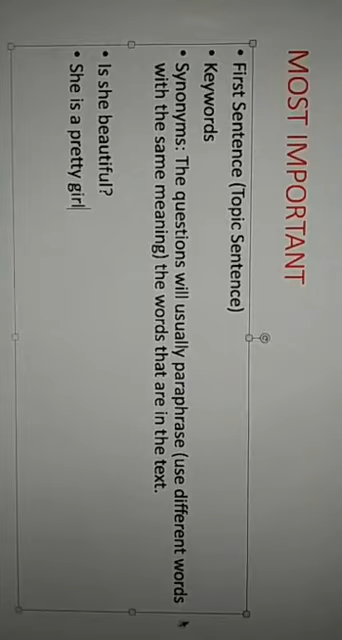 MOST IMPORTANT
• First Sentence (Topic Sentence)
• Keywords
• Synonyms: The questions will usually paraphrase (use different words
with the same meaning) the words that are in the text.
• Is she beautiful?
• She is a pretty girl